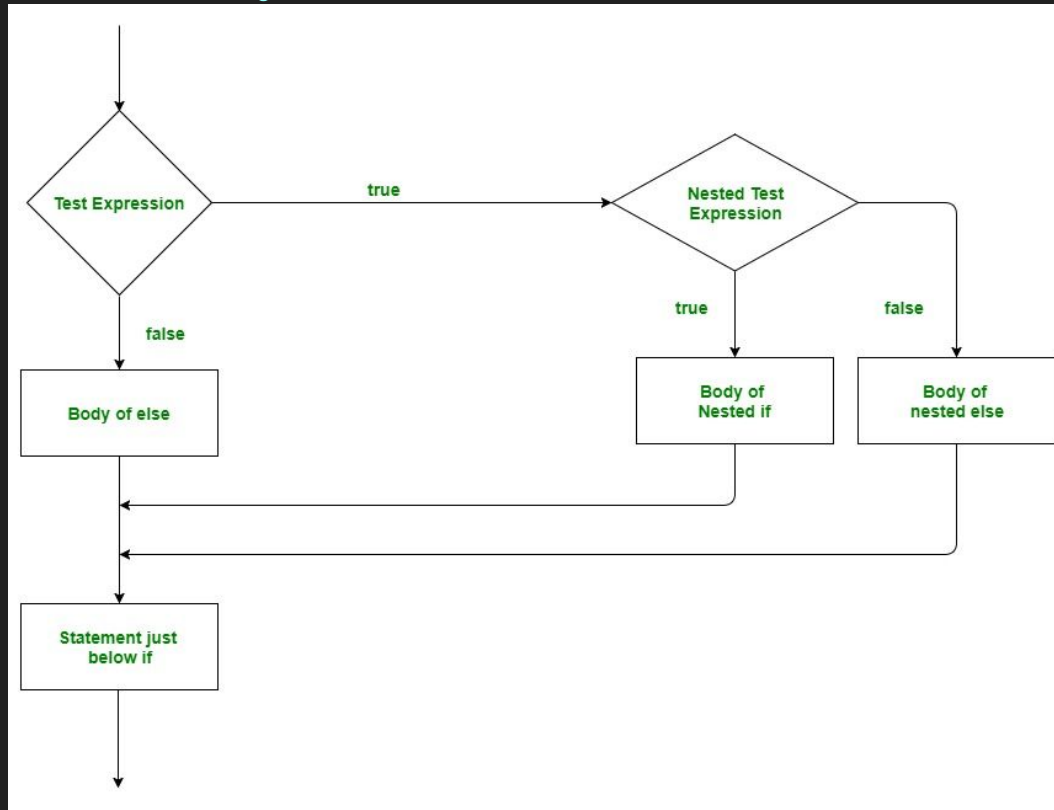 Test Expression
true
Nested Test
Expression
false
true
false
Body of else
Body of
Nested if
Body of
nested else
Statement just
below if